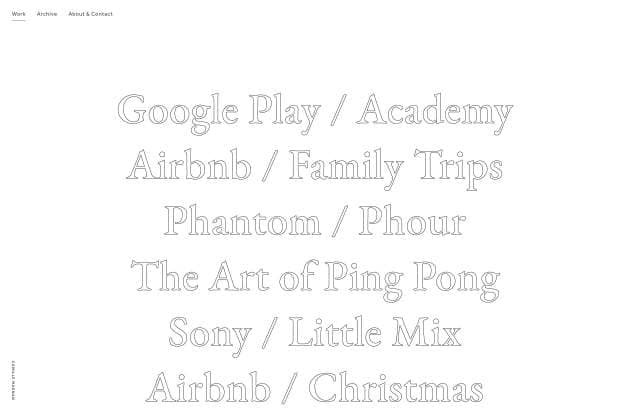 Work Archive About & Contact
Google Play / Academy
Airbnb / Family Trips
Phantom / Phour
The Art of Ping Pong
Sony / Little Mix
Airbnb / Christmas